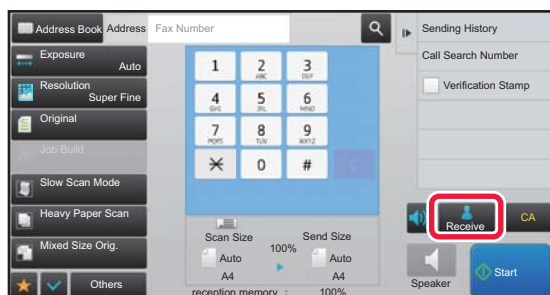 Address Book
Address
Fax Number
Sending History
Call Search Number
Verification Stamp
Exposure
Auto
Resolution
Super Fine
Original
Job Build
Slow Scan Mode
Heavy Paper Scan
Mixed Size Orig.
Others
1
2
ABC
3
DEF
4
GHI
5
JKL
6
MNO
7
PQRS
8
TUV
9
WXYZ
0
#
C
Scan Size
100%
Send Size
Auto
A4
Auto
A4
reception memory : 100%
Receive
CA
Speaker
Start